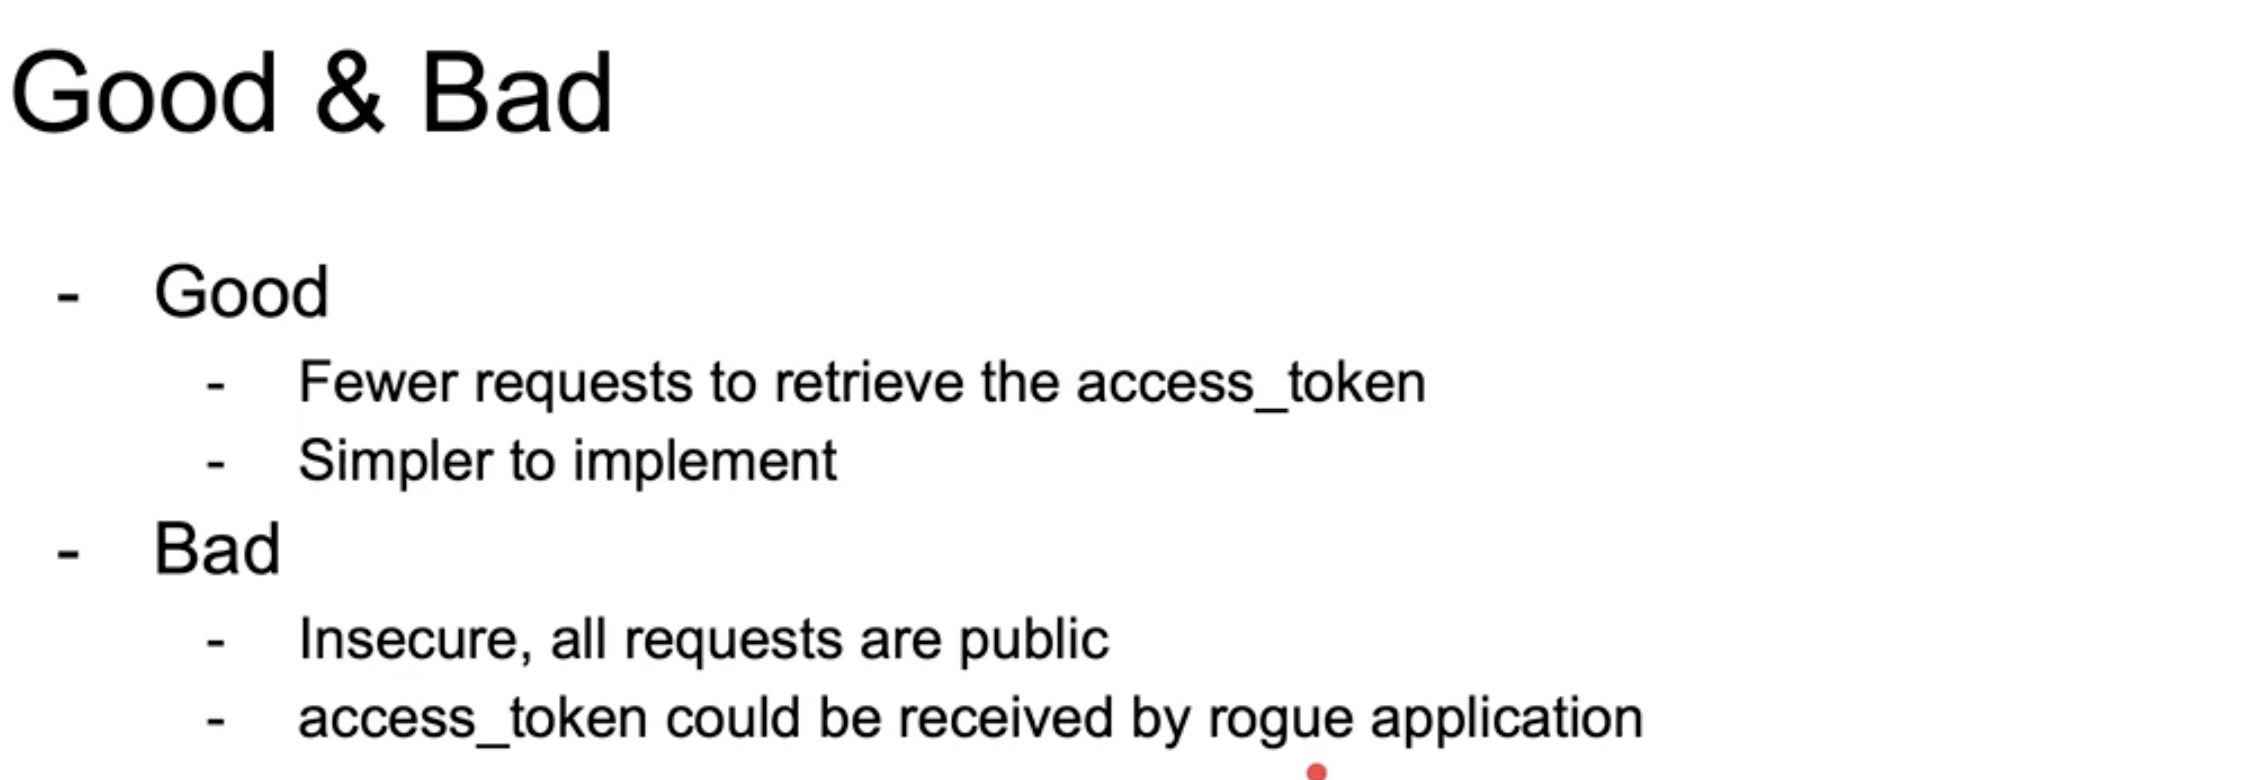 Good & Bad
- Good
- Fewer requests to retrieve the access_token
- Simpler to implement
- Bad
- Insecure, all requests are public
- access_token could be received by rogue application